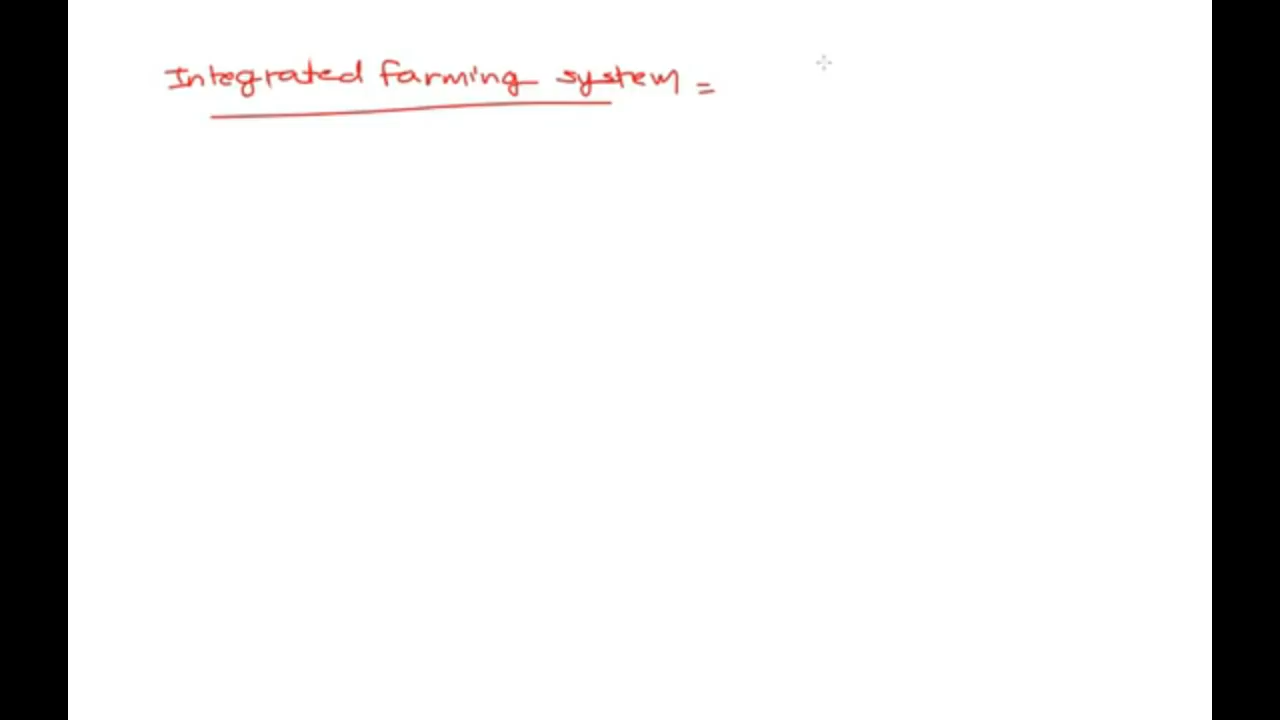 Integrated farming system =